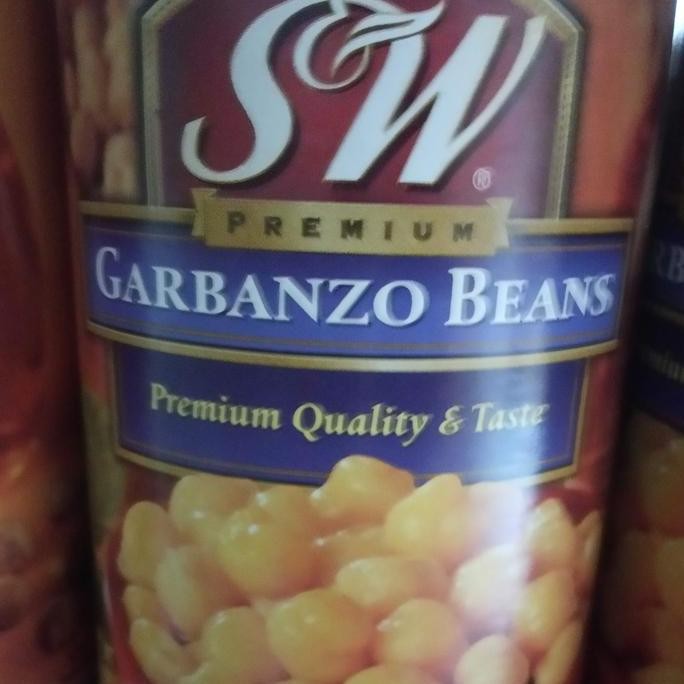 S&W®
PREMIUM
GARBANZO BEANS
Premium Quality & Taste